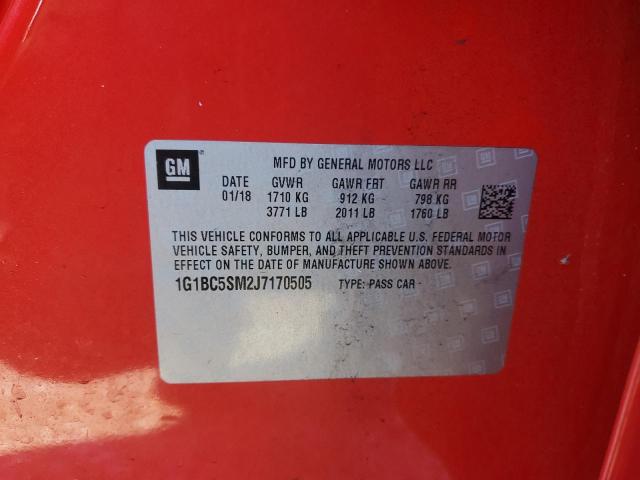 GM
MFD BY GENERAL MOTORS LLC
DATE GVWR GAWR FRT GAWR RR
01/18 1710 KG 912 KG 798 KG
3771 LB 2011 LB 1760 LB
THIS VEHICLE CONFORMS TO ALL APPLICABLE U.S. FEDERAL MOTOR
VEHICLE SAFETY, BUMPER, AND THEFT PREVENTION STANDARDS IN
EFFECT ON THE DATE OF MANUFACTURE SHOWN ABOVE.
1G1BC5SM2J7170505 TYPE: PASS CAR